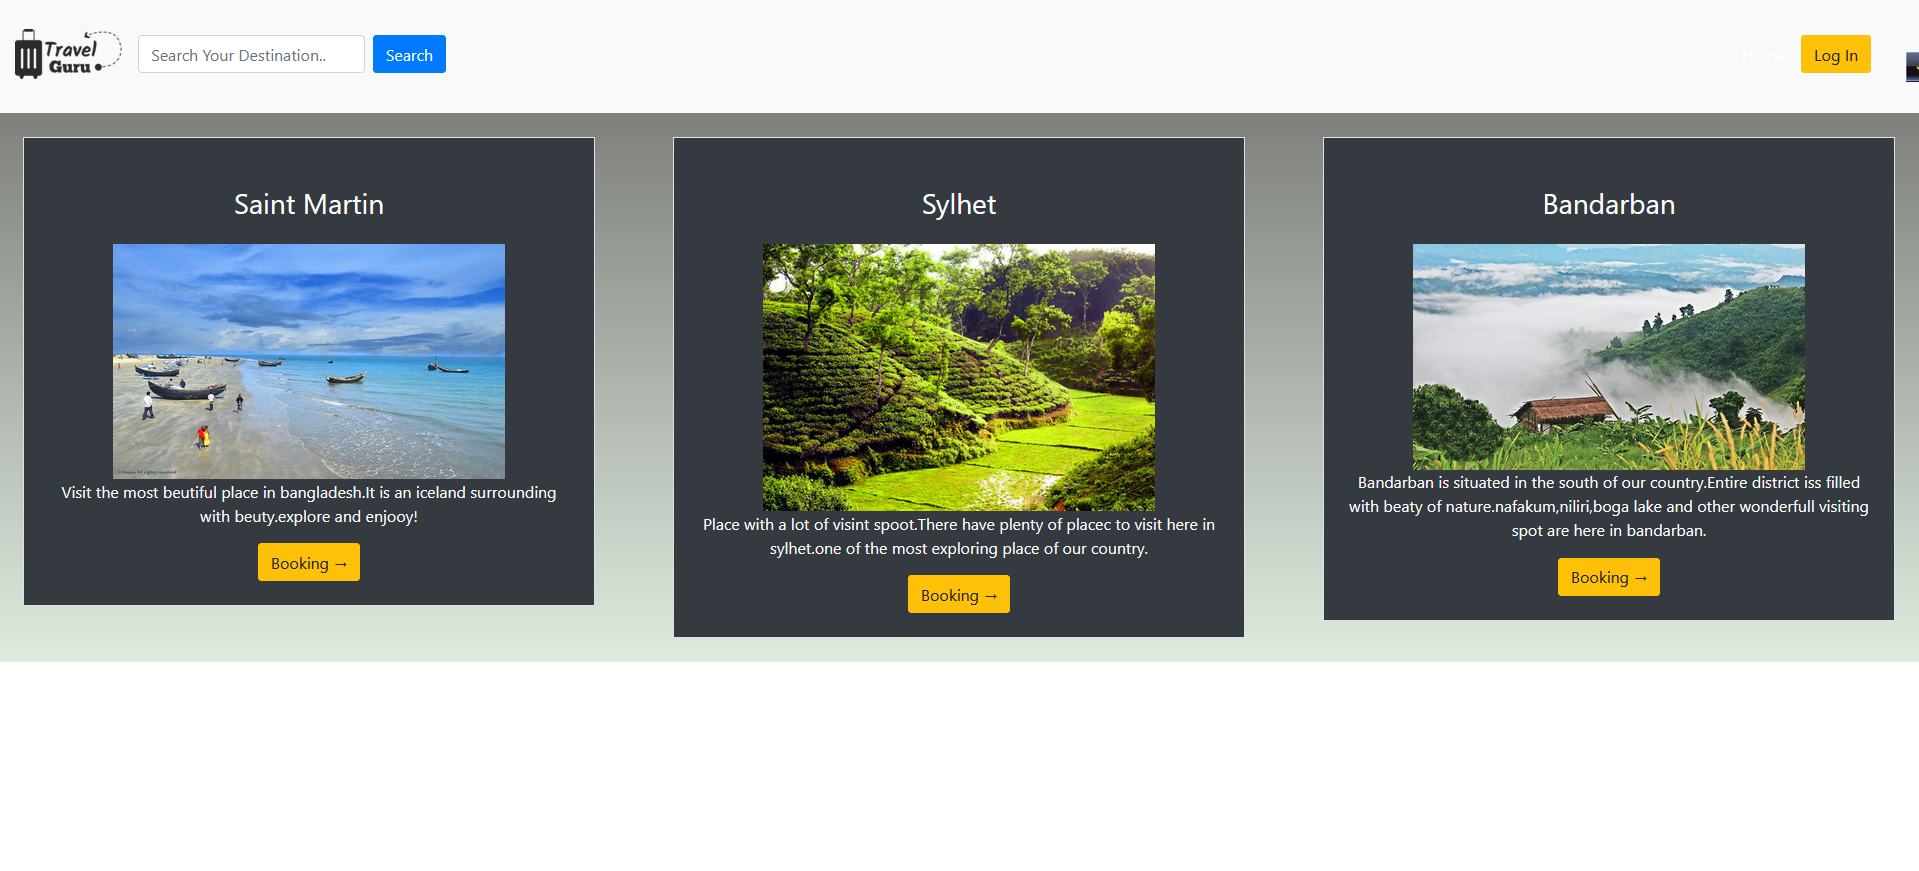 Travel
Guru
Search Your Destination..
Search
Home
Log In
Saint Martin
Visit the most beutiful place in bangladesh.It is an iceland surrounding
with beuty.explore and enjooy!
Booking →
Sylhet
Place with a lot of visint spoot.There have plenty of placec to visit here in
sylhet.one of the most exploring place of our country.
Booking →
Bandarban
Bandarban is situated in the south of our country.Entire district iss filled
with beaty of nature.nafakum,niliri,boga lake and other wonderfull visiting
spot are here in bandarban.
Booking →